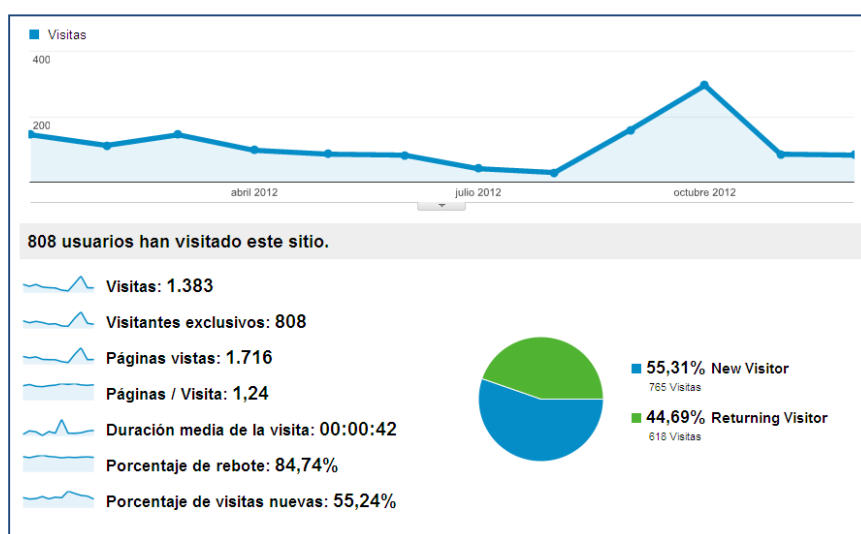 Visitas
400
200
abril 2012
julio 2012
octubre 2012
808 usuarios han visitado este sitio.
Visitas: 1.383
Visitantes exclusivos: 808
Páginas vistas: 1.716
Páginas / Visita: 1,24
Duración media de la visita: 00:00:42
Porcentaje de rebote: 84,74%
Porcentaje de visitas nuevas: 55,24%
55,31% New Visitor
765 Visitas
44,69% Returning Visitor
618 Visitas